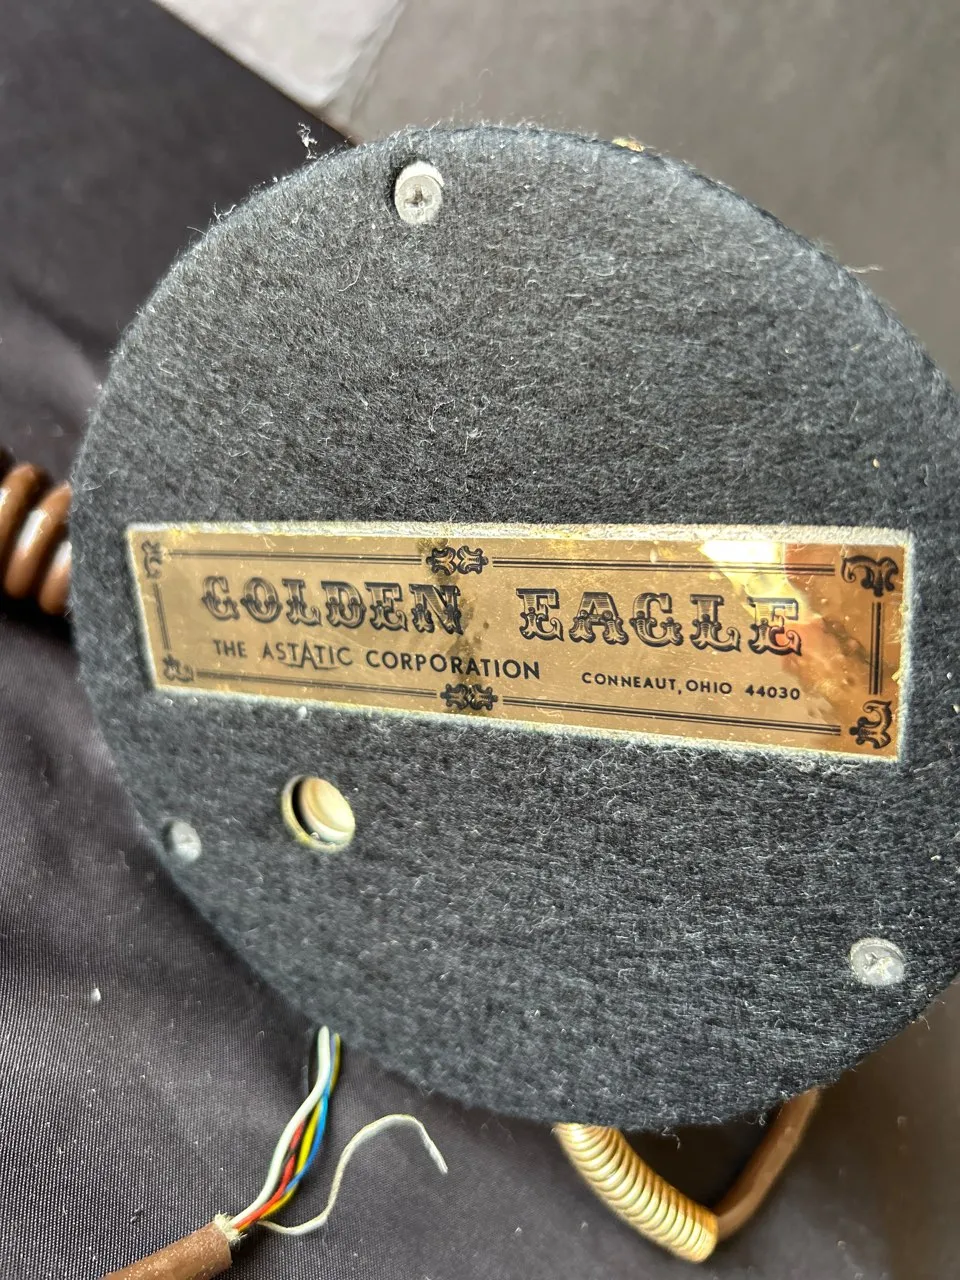 GOLDEN EAGLE
THE ASTATIC CORPORATION CONNEAUT, OHIO 44030